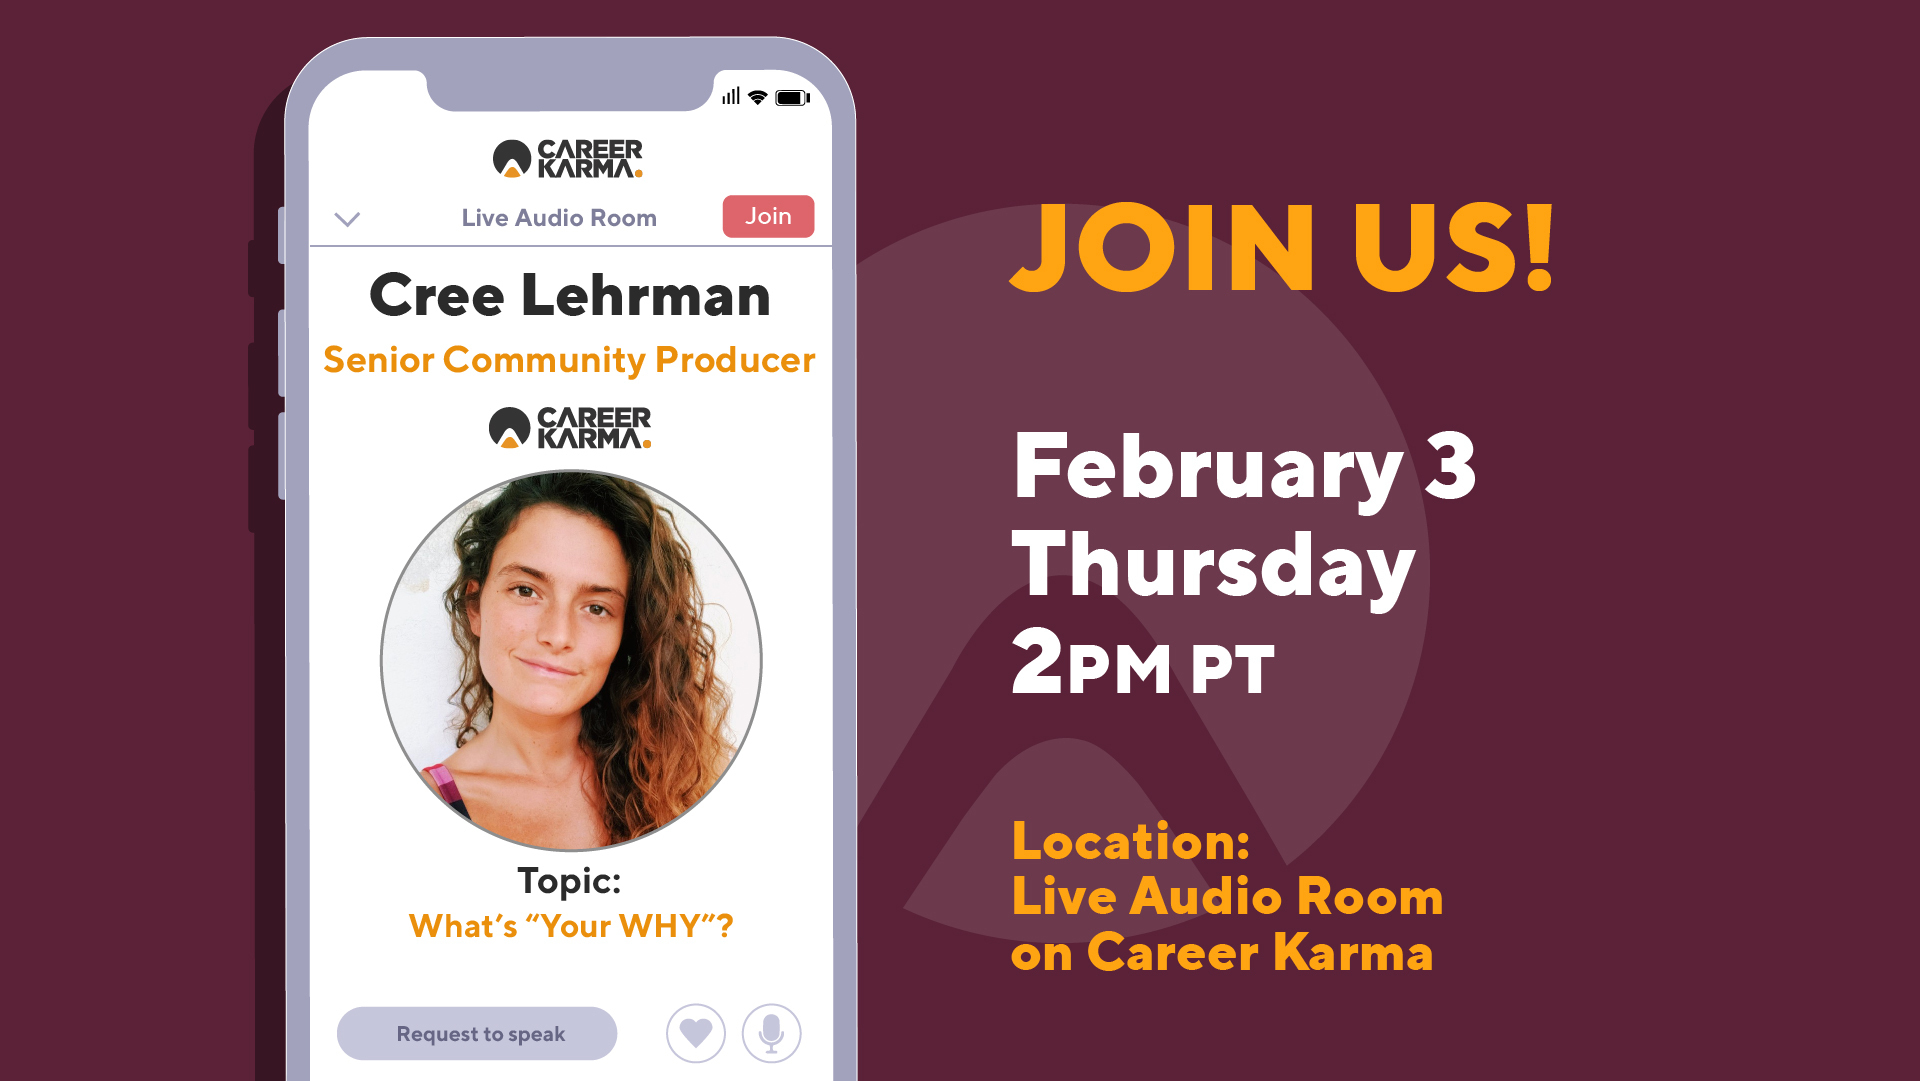 CAREER
KARMA.
Live Audio Room
Join
Cree Lehrman
Senior Community Producer
CAREER
KARMA.
Topic:
What's “Your WHY”?
Request to speak
JOIN US!
February 3
Thursday
2PM PT
Location:
Live Audio Room
on Career Karma